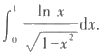 ∫₀¹ ln x / √(1−x²) dx.